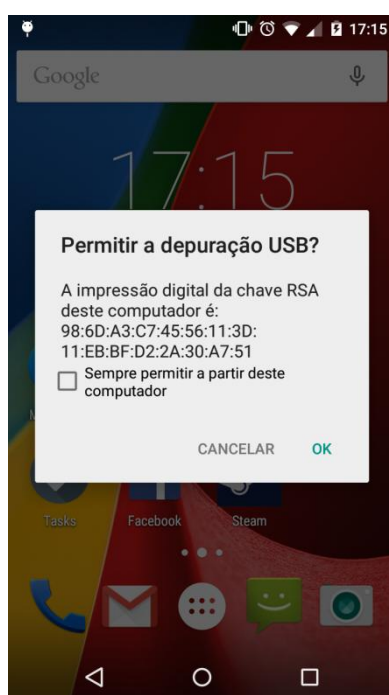 17:15
Google
17:15
Permitir a depuração USB?
A impressão digital da chave RSA
deste computador é:
98:6D:A3:C7:45:56:11:3D:
11:EB:BF:D2:2A:30:A7:51
Sempre permitir a partir deste
computador
CANCELAR OK
Tasks Facebook Steam